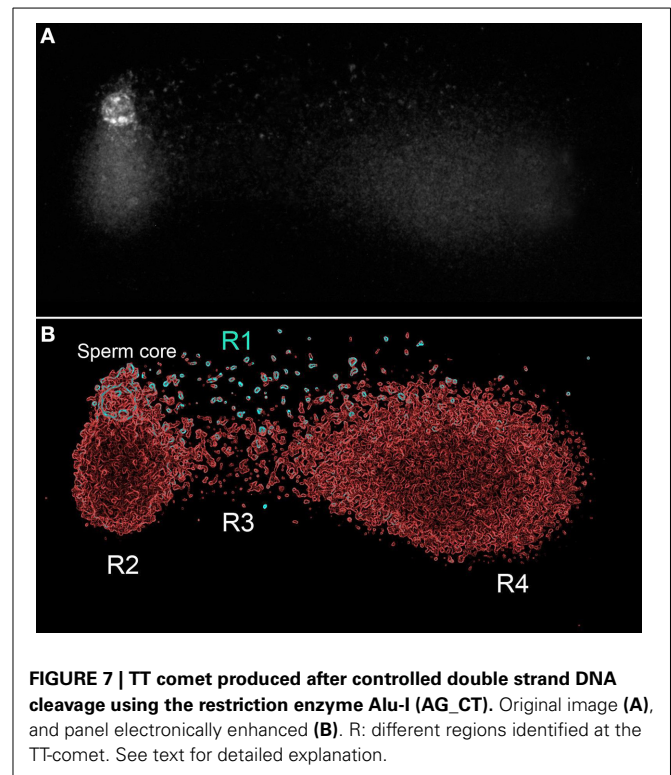 A
B
Sperm core
R1
R3
R2
R4
FIGURE 7 | TT comet produced after controlled double strand DNA
cleavage using the restriction enzyme Alu-I (AG_CT). Original image (A),
and panel electronically enhanced (B). R: different regions identified at the
TT-comet. See text for detailed explanation.